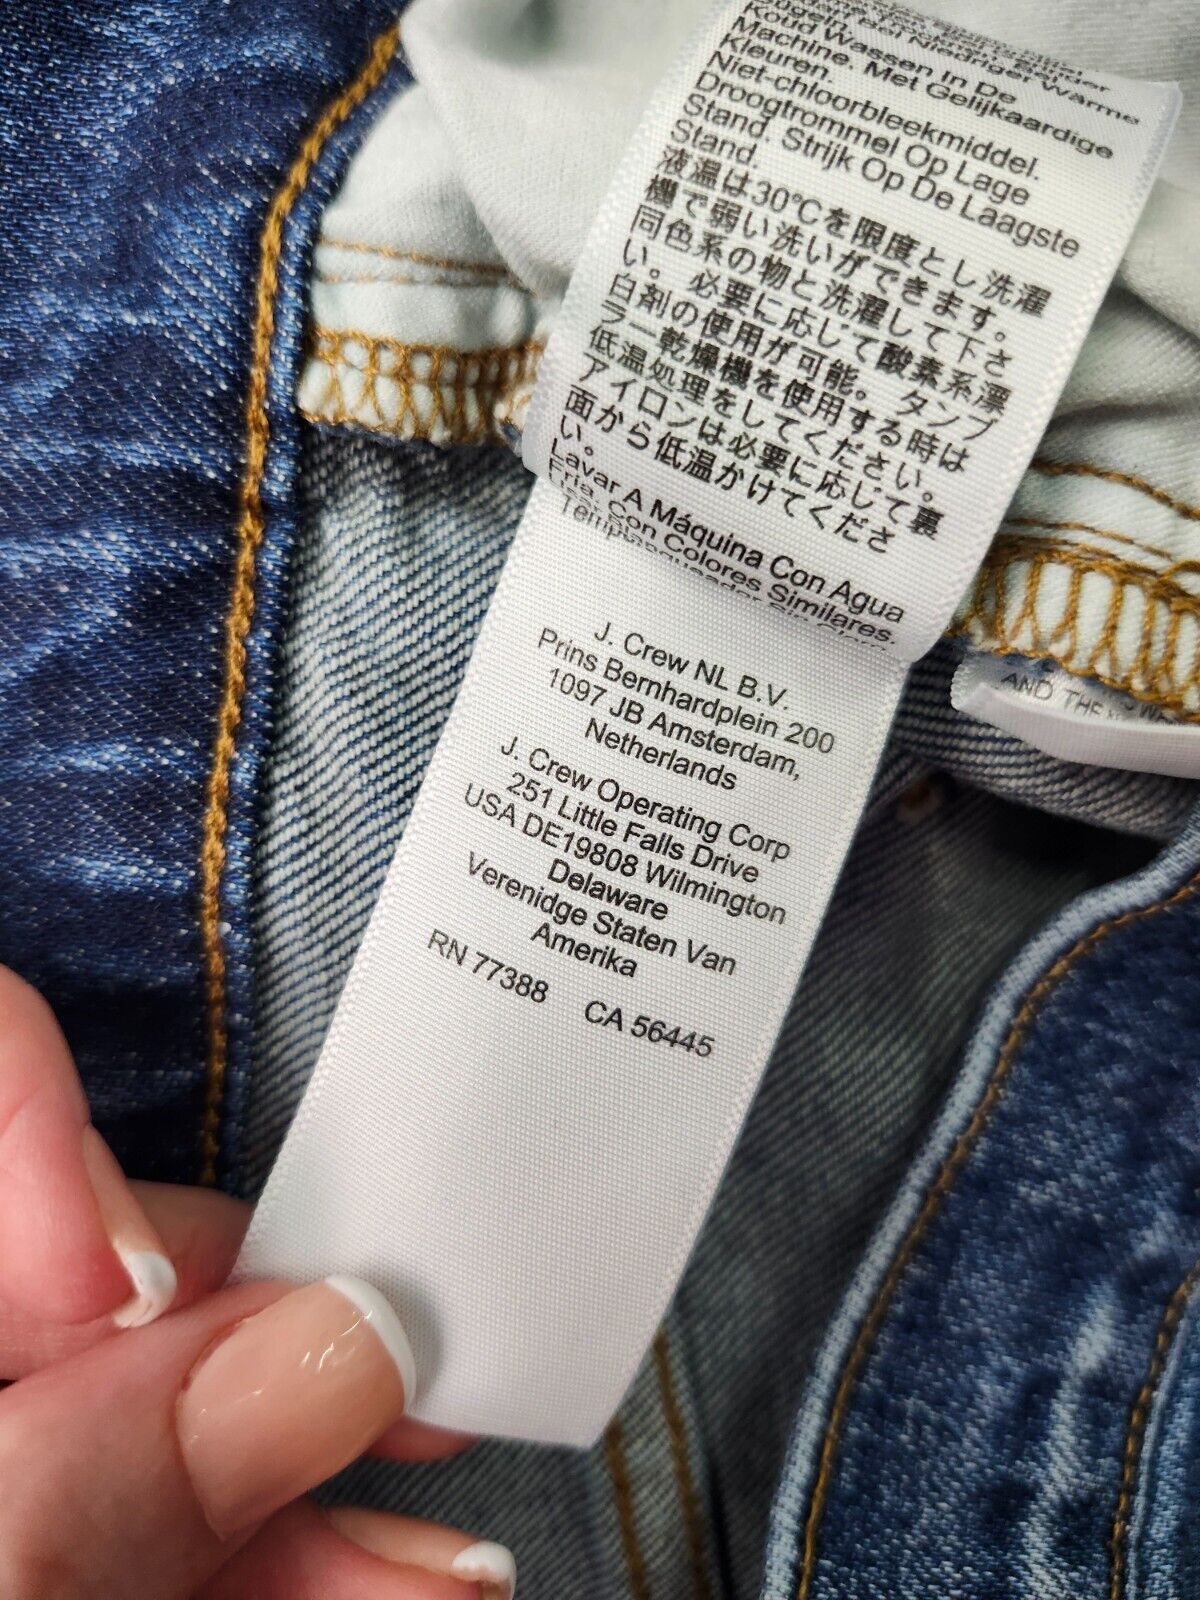 Koud Wassen In De
Machine. Met Gelijkaardige
Kleuren.
Niet-chloorbleekmiddel.
Droogtrommel Op Lage
Stand. Strijk Op De Laagste
Stand.
液温は30℃を限度とし洗濯
機で弱い洗いができます。
同色系の物と洗濯して下さ
い。必要に応じて酸素系漂
白剤の使用が可能。タンブ
ラー乾燥機を使用する時は
低温処理をしてください。
アイロンは必要に応じて裏
面から低温かけてくださ
い。
Lavar A Máquina Con Agua
Fría. Con Colores Similares.
J. Crew NL B.V.
Prins Bernhardplein 200
1097 JB Amsterdam,
Netherlands
J. Crew Operating Corp
251 Little Falls Drive
USA DE19808 Wilmington
Delaware
Verenidge Staten Van
Amerika
RN 77388 CA 56445
AND THE